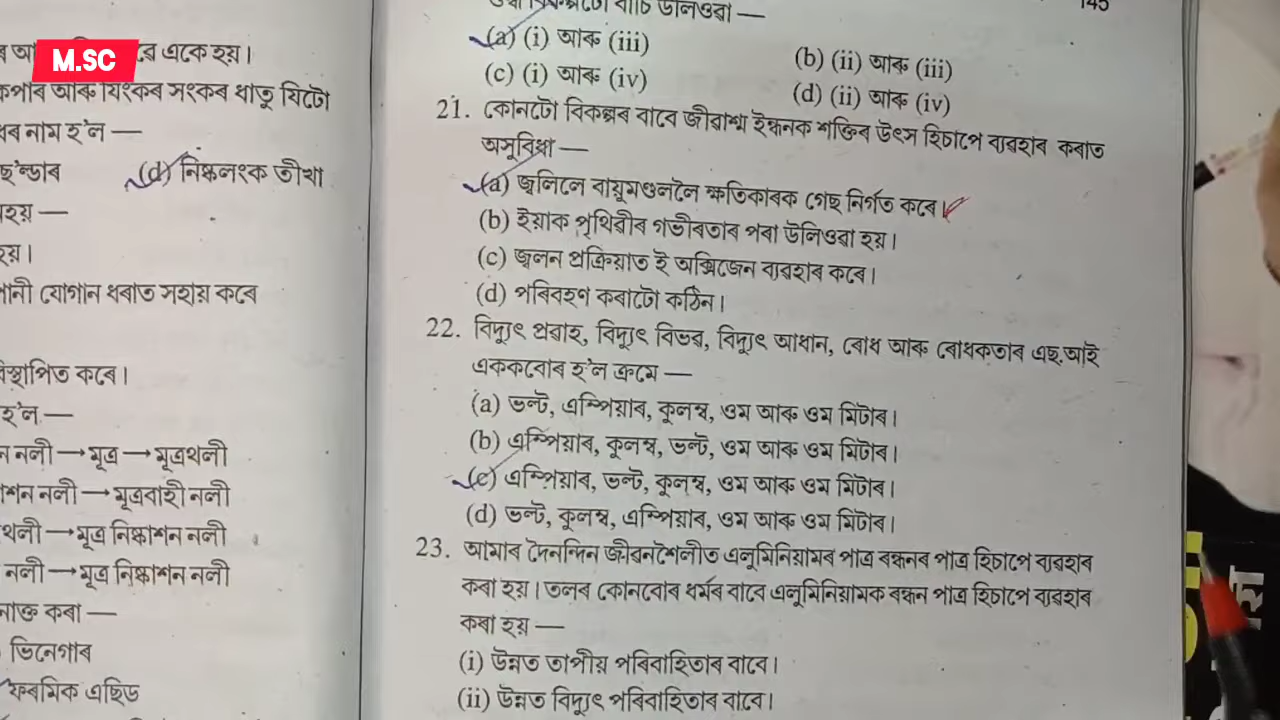 M.SC
একে হয়।
আৰু যিংকৰ সংকৰ ধাতু যিটো
নাম হ'ল —
(d) নিষ্কলংক তীখা
হয় —
হয়।
যোগান ধৰাত সহায় কৰে
কৰে।
হ'ল —
নলী → মূত্ৰ → মূত্ৰথলী
নলী → মূত্ৰবাহী নলী
→ মূত্ৰ নিষ্কাশন নলী
নলী → মূত্ৰ নিষ্কাশন নলী
কৰা —
ভিনেগাৰ
ফৰমিক এছিড
145
(a) (i) আৰু (iii)
(b) (ii) আৰু (iii)
(c) (i) আৰু (iv)
(d) (ii) আৰু (iv)
21. কোনটো বিকল্পৰ বাবে জীৱাশ্ম ইন্ধনক শক্তিৰ উৎস হিচাপে ব্যৱহাৰ কৰাত
অসুবিধা —
(a) জ্বলিলে বায়ুমণ্ডললৈ ক্ষতিকাৰক গেছ নিৰ্গত কৰে।
(b) ইয়াক পৃথিৱীৰ গভীৰতাৰ পৰা উলিওৱা হয়।
(c) জ্বলন প্ৰক্ৰিয়াত ই অক্সিজেন ব্যৱহাৰ কৰে।
(d) পৰিবহণ কৰাটো কঠিন।
22. বিদ্যুৎ প্ৰৱাহ, বিদ্যুৎ বিভৱ, বিদ্যুৎ আধান, ৰোধ আৰু ৰোধকতাৰ এছ.আই
এককবোৰ হ'ল ক্ৰমে —
(a) ভল্ট, এম্পিয়াৰ, কুলম্ব, ওম আৰু ওম মিটাৰ।
(b) এম্পিয়াৰ, কুলম্ব, ভল্ট, ওম আৰু ওম মিটাৰ।
(c) এম্পিয়াৰ, ভল্ট, কুলম্ব, ওম আৰু ওম মিটাৰ।
(d) ভল্ট, কুলম্ব, এম্পিয়াৰ, ওম আৰু ওম মিটাৰ।
23. আমাৰ দৈনন্দিন জীৱনশৈলীত এলুমিনিয়ামৰ পাত্ৰ ৰন্ধনৰ পাত্ৰ হিচাপে ব্যৱহাৰ
কৰা হয়। তলৰ কোনবোৰ ধৰ্মৰ বাবে এলুমিনিয়ামক ৰন্ধন পাত্ৰ হিচাপে ব্যৱহাৰ
কৰা হয় —
(i) উন্নত তাপীয় পৰিবাহিতাৰ বাবে।
(ii) উন্নত বিদ্যুৎ পৰিবাহিতাৰ বাবে।